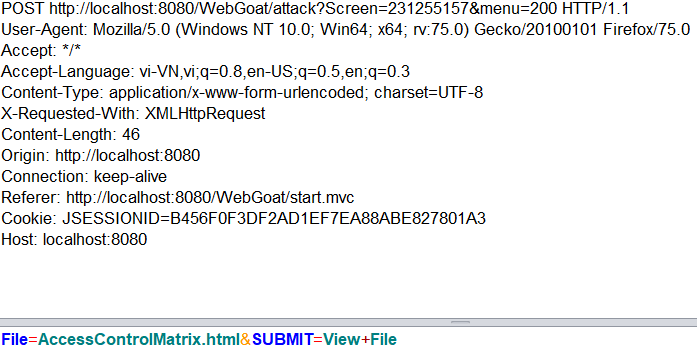 POST http://localhost:8080/WebGoat/attack?Screen=231255157&menu=200 HTTP/1.1
User-Agent: Mozilla/5.0 (Windows NT 10.0; Win64; x64; rv:75.0) Gecko/20100101 Firefox/75.0
Accept: */*
Accept-Language: vi-VN,vi;q=0.8,en-US;q=0.5,en;q=0.3
Content-Type: application/x-www-form-urlencoded; charset=UTF-8
X-Requested-With: XMLHttpRequest
Content-Length: 46
Origin: http://localhost:8080
Connection: keep-alive
Referer: http://localhost:8080/WebGoat/start.mvc
Cookie: JSESSIONID=B456F0F3DF2AD1EF7EA88ABE827801A3
Host: localhost:8080
File=AccessControlMatrix.html&SUBMIT=View+File